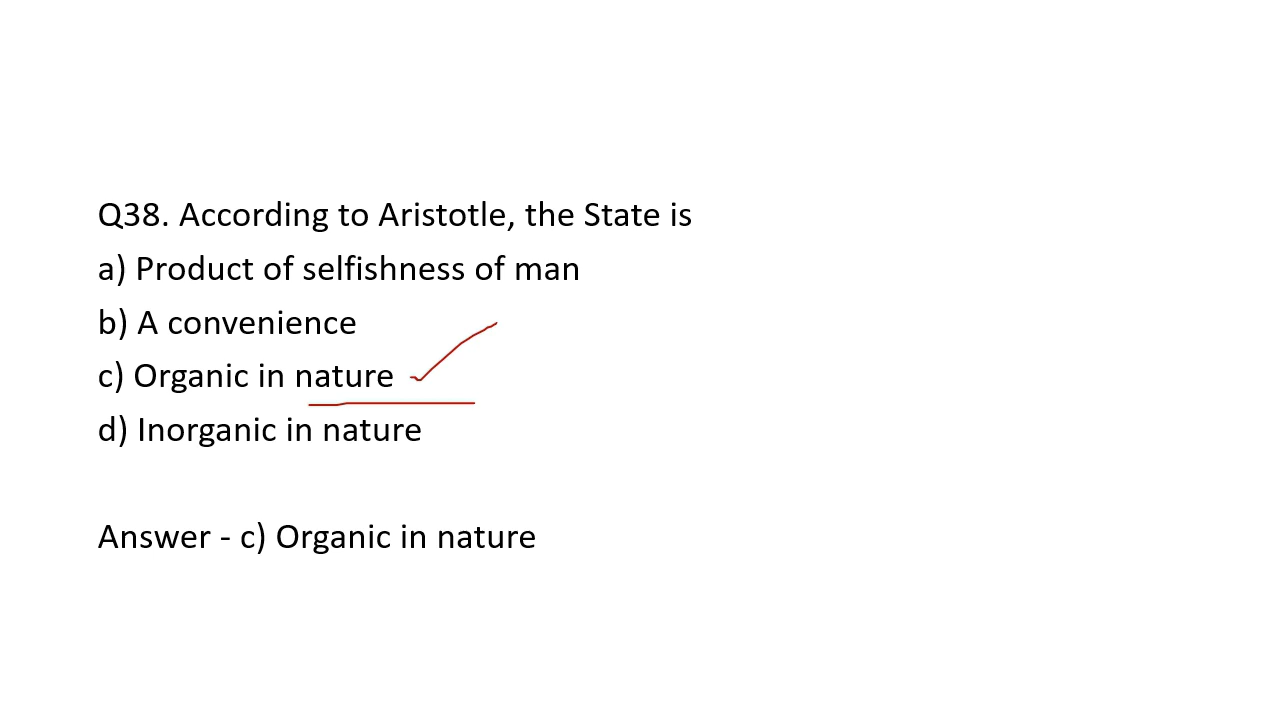 Q38. According to Aristotle, the State is
a) Product of selfishness of man
b) A convenience
c) Organic in nature
d) Inorganic in nature
Answer - c) Organic in nature